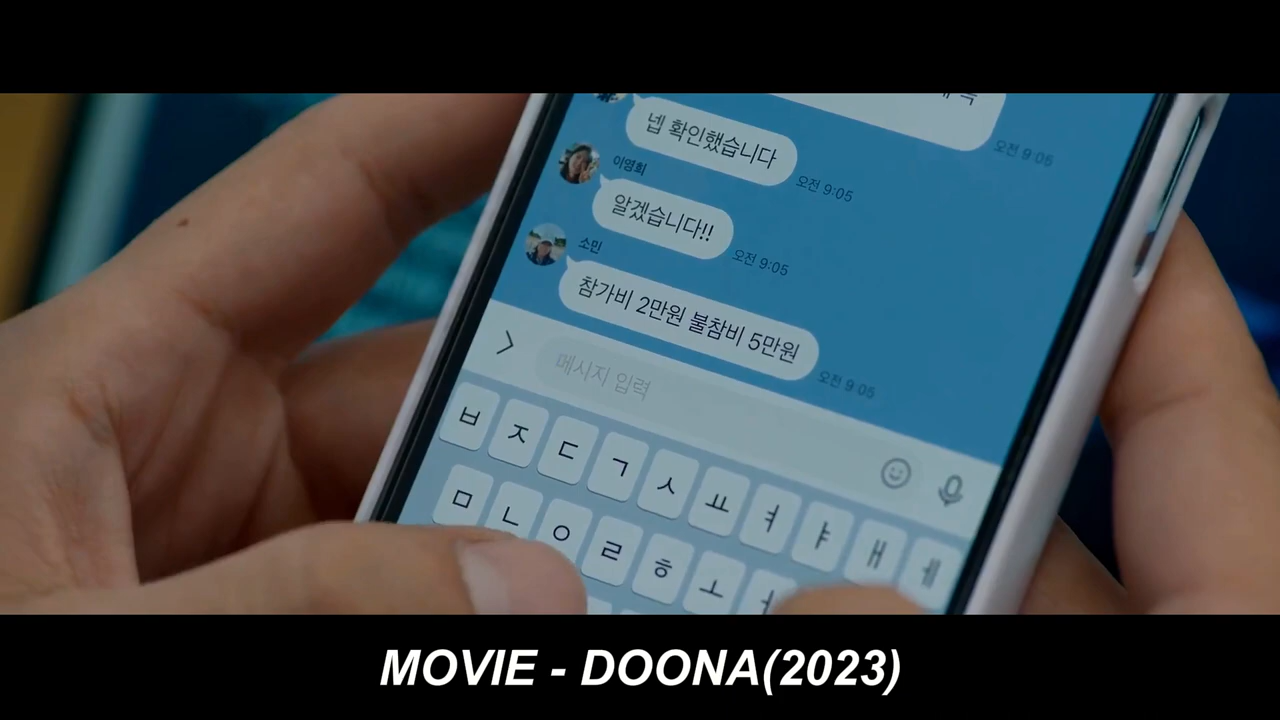 넵 확인했습니다
오전 9:05
오전 9:05
이영희
알겠습니다!!
오전 9:05
소민
참가비 2만원 불참비 5만원
오전 9:05
메시지 입력
ㅂ ㅈ ㄷ ㄱ ㅅ ㅛ ㅕ ㅑ ㅐ ㅔ
ㅁ ㄴ ㅇ ㄹ ㅎ ㅗ ㅓ
MOVIE - DOONA(2023)